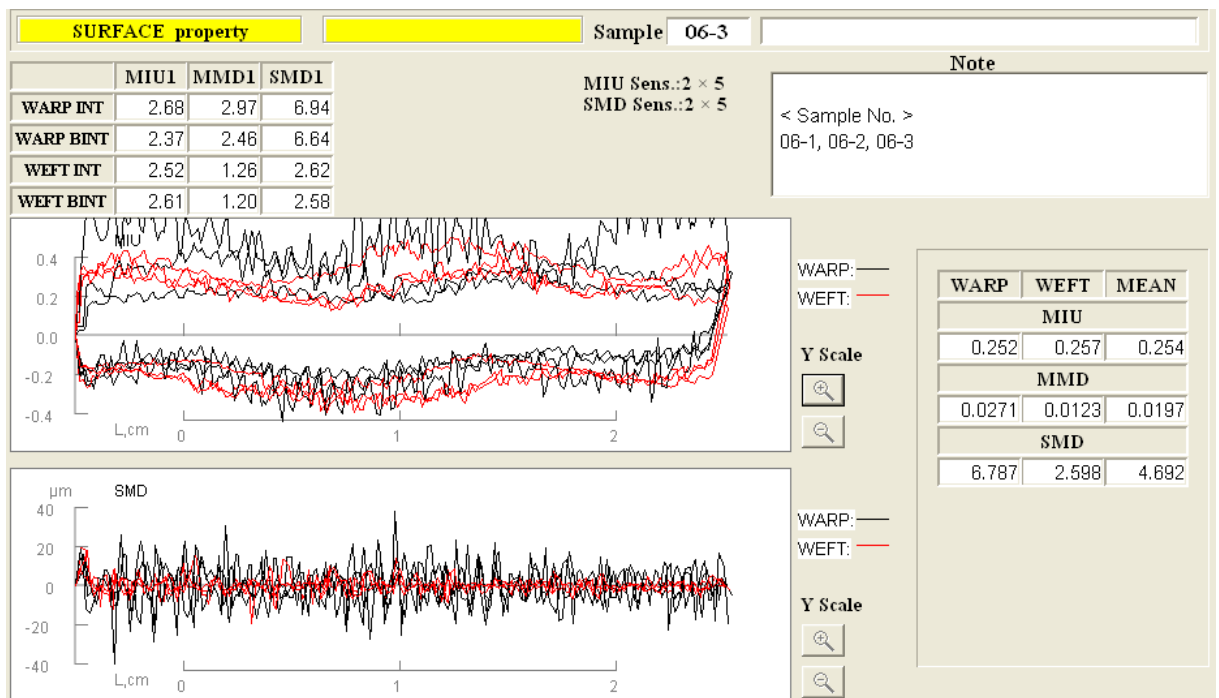 SURFACE property
Sample 06-3
MIU1 MMD1 SMD1
WARP INT 2.68 2.97 6.94
WARP BINT 2.37 2.46 6.64
WEFT INT 2.52 1.26 2.62
WEFT BINT 2.61 1.20 2.58
MIU Sens.:2 × 5
SMD Sens.:2 × 5
Note
< Sample No. >
06-1, 06-2, 06-3
MIU
0.4
0.2
0.0
-0.2
-0.4
L,cm 0 1 2
WARP:
WEFT:
Y Scale
WARP WEFT MEAN
MIU
0.252 0.257 0.254
MMD
0.0271 0.0123 0.0197
SMD
6.787 2.598 4.692
µm SMD
40
20
0
-20
-40
L,cm 0 1 2
WARP:
WEFT:
Y Scale